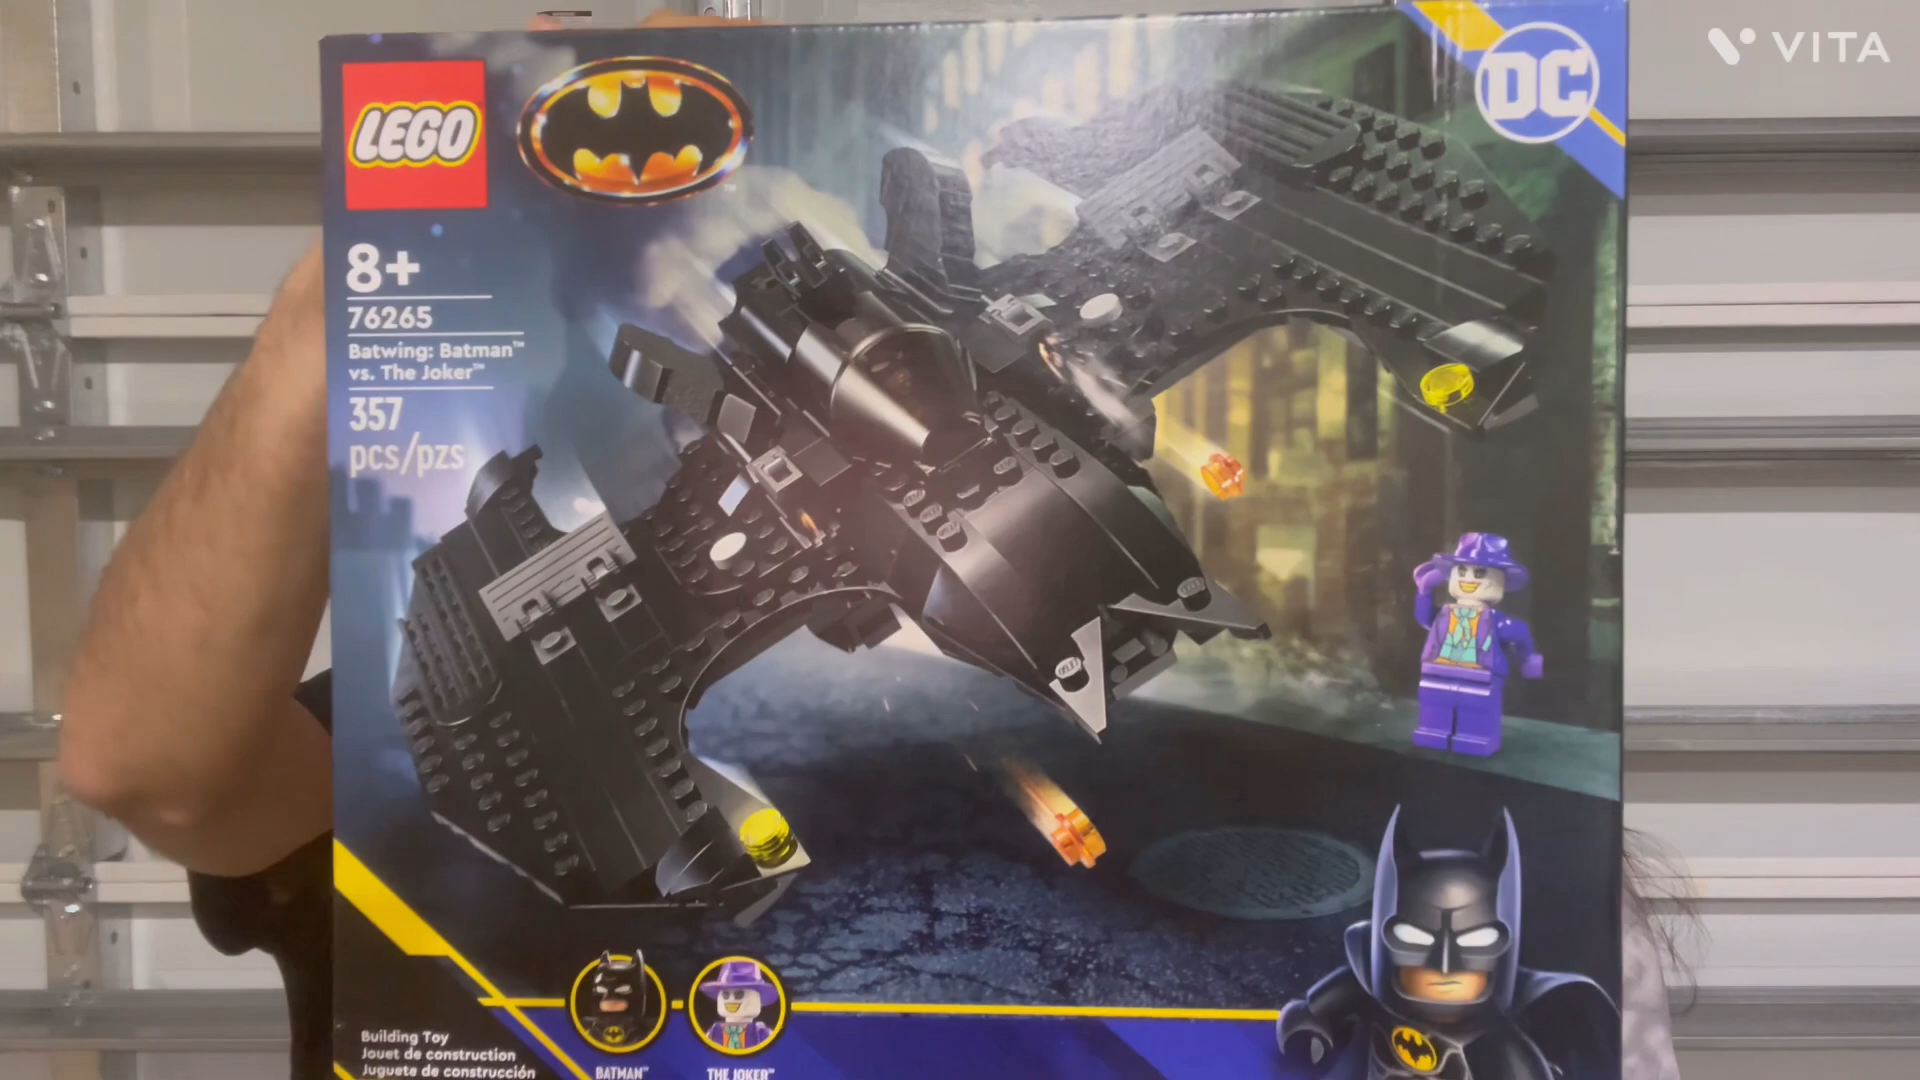 VITA
LEGO
DC
8+
76265
Batwing: Batman™
vs. The Joker™
357
pcs/pzs
Building Toy
Jouet de construction
Juguete de construcción
BATMAN™
THE JOKER™